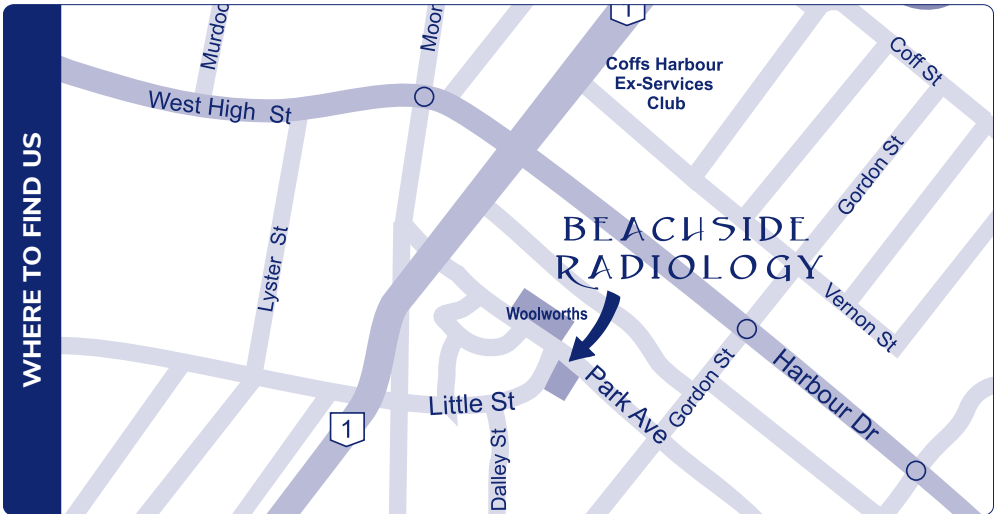 WHERE TO FIND US
Murdoc
Moor
1
Coffs Harbour
Ex-Services
Club
Coff St
West High St
Gordon St
Lyster St
BEACHSIDE
RADIOLOGY
Woolworths
Vernon St
Harbour Dr
Gordon St
Park Ave
Little St
1
Dalley St